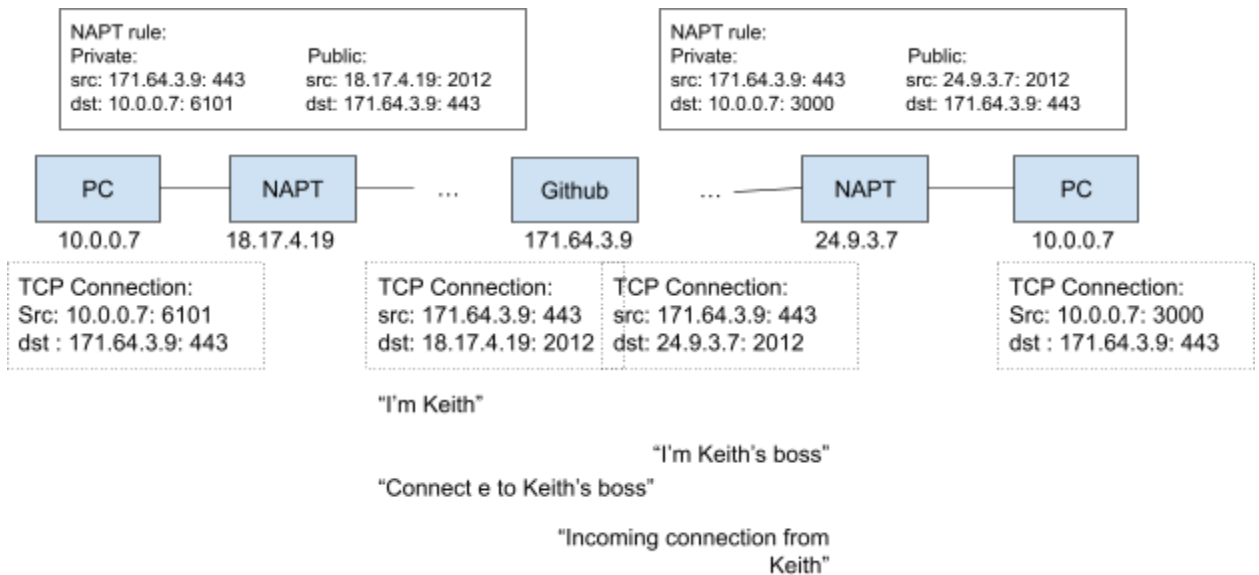 NAPT rule:
Private: Public:
src: 171.64.3.9: 443 src: 18.17.4.19: 2012
dst: 10.0.0.7: 6101 dst: 171.64.3.9: 443
NAPT rule:
Private: Public:
src: 171.64.3.9: 443 src: 24.9.3.7: 2012
dst: 10.0.0.7: 3000 dst: 171.64.3.9: 443
PC NAPT ... Github ... NAPT PC
10.0.0.7 18.17.4.19 171.64.3.9 24.9.3.7 10.0.0.7
TCP Connection:
Src: 10.0.0.7: 6101
dst : 171.64.3.9: 443
TCP Connection:
src: 171.64.3.9: 443
dst: 18.17.4.19: 2012
TCP Connection:
src: 171.64.3.9: 443
dst: 24.9.3.7: 2012
TCP Connection:
Src: 10.0.0.7: 3000
dst : 171.64.3.9: 443
“I’m Keith”
“I’m Keith’s boss”
“Connect e to Keith’s boss”
“Incoming connection from
Keith”